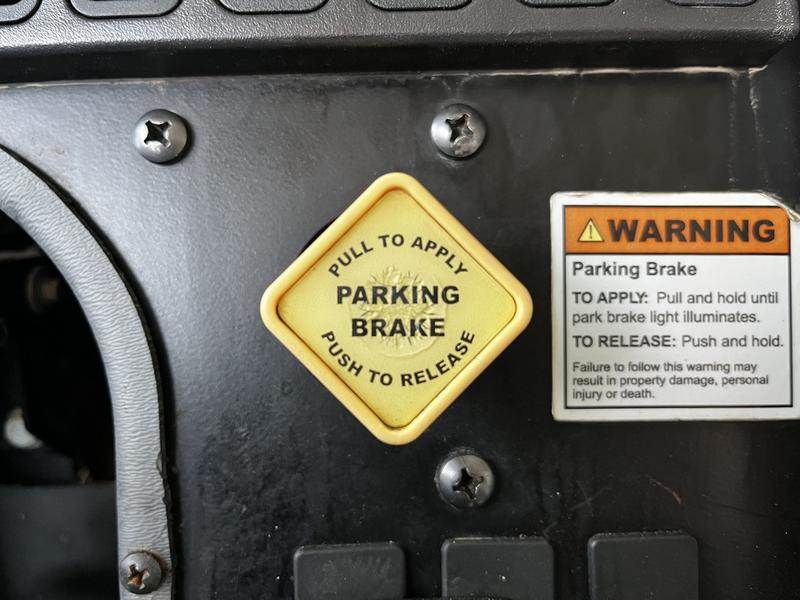 PULL TO APPLY
PARKING
BRAKE
PUSH TO RELEASE
WARNING
Parking Brake
TO APPLY: Pull and hold until
park brake light illuminates.
TO RELEASE: Push and hold.
Failure to follow this warning may
result in property damage, personal
injury or death.